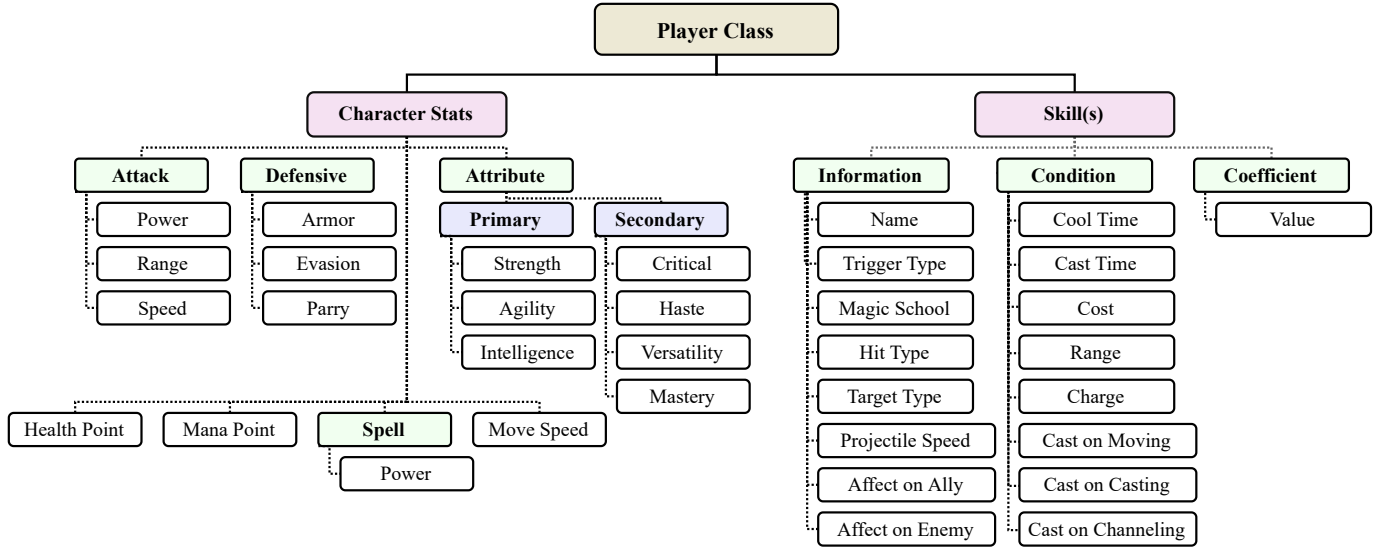 Player Class
Character Stats
Skill(s)
Attack
Defensive
Attribute
Information
Condition
Coefficient
Power
Armor
Primary
Secondary
Name
Cool Time
Value
Range
Evasion
Strength
Critical
Trigger Type
Cast Time
Speed
Parry
Agility
Haste
Magic School
Cost
Intelligence
Versatility
Hit Type
Range
Mastery
Target Type
Charge
Health Point
Mana Point
Spell
Move Speed
Projectile Speed
Cast on Moving
Power
Affect on Ally
Cast on Casting
Affect on Enemy
Cast on Channeling